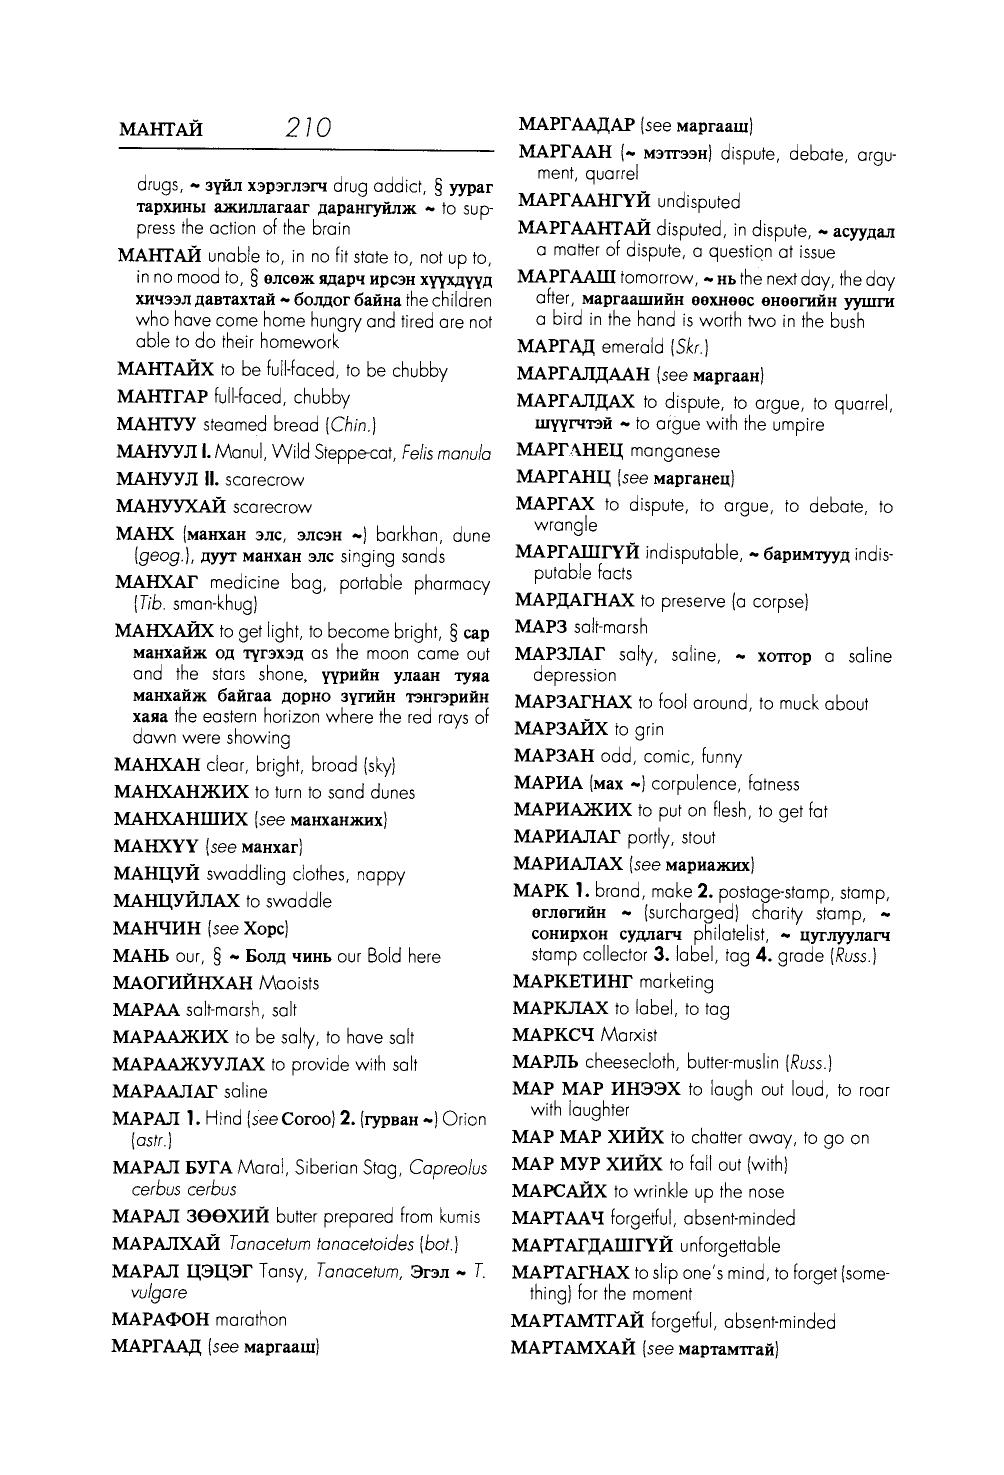 МАНТАЙ 210
drugs, ~ зүйл хэрэглэгч drug addict, § уураг
тархины ажиллагааг дарангуйлж ~ to sup-
press the action of the brain
МАНТАЙ unable to, in no fit state to, not up to,
in no mood to, § өлсөж ядарч ирсэн хүүхдүүд
хичээл давтахтай ~ болдог байна the children
who have come home hungry and tired are not
able to do their homework
МАНТАЙХ to be full-faced, to be chubby
МАНТГАР full-faced, chubby
МАНТУУ steamed bread (Chin.)
МАНУУЛ I. Manul, Wild Steppe-cat, Felis manula
МАНУУЛ II. scarecrow
МАНУУХАЙ scarecrow
МАНХ (манхан элс, элсэн ~) barkhan, dune
(geog.), дуут манхан элс singing sands
МАНХАГ medicine bag, portable pharmacy
(Tib. sman-khug)
МАНХАЙХ to get light, to become bright, § сар
манхайж од түгэхэд as the moon came out
and the stars shone, үүрийн улаан туяа
манхайж байгаа дорно зүгийн тэнгэрийн
хаяа the eastern horizon where the red rays of
dawn were showing
МАНХАН clear, bright, broad (sky)
МАНХАНЖИХ to turn to sand dunes
МАНХАНШИХ (see манханжих)
МАНХҮҮ (see манхаг)
МАНЦУЙ swaddling clothes, nappy
МАНЦУЙЛАХ to swaddle
МАНЧИН (see Хорс)
МАНЬ our, § ~ Болд чинь our Bold here
МАОГИЙНХАН Maoists
МАРАА salt-marsh, salt
МАРААЖИХ to be salty, to have salt
МАРААЖУУЛАХ to provide with salt
МАРААЛАГ saline
МАРАЛ 1. Hind (see Согоо) 2. (гурван ~) Orion
(astr.)
МАРАЛ БУГА Maral, Siberian Stag, Capreolus
cerbus cerbus
МАРАЛ ЗӨӨХИЙ butter prepared from kumis
МАРАЛХАЙ Tanacetum tanacetoides (bot.)
МАРАЛ ЦЭЦЭГ Tansy, Tanacetum, Эгэл ~ T.
vulgare
МАРАФОН marathon
МАРГААД (see маргааш)
МАРГААДАР (see маргааш)
МАРГААН (~ мэтгээн) dispute, debate, argu-
ment, quarrel
МАРГААНГҮЙ undisputed
МАРГААНТАЙ disputed, in dispute, ~ асуудал
a matter of dispute, a question at issue
МАРГААШ tomorrow, ~ нь the next day, the day
after, маргаашийн өөхнөөс өнөөгийн уушги
a bird in the hand is worth two in the bush
МАРГАД emerald (Skr.)
МАРГАЛДААН (see маргаан)
МАРГАЛДАХ to dispute, to argue, to quarrel,
шүүгчтэй ~ to argue with the umpire
МАРГАНЕЦ manganese
МАРГАНЦ (see марганец)
МАРГАХ to dispute, to argue, to debate, to
wrangle
МАРГАШГҮЙ indisputable, ~ баримтууд indis-
putable facts
МАРДАГНАХ to preserve (a corpse)
МАРЗ salt-marsh
МАРЗЛАГ salty, saline, ~ хотгор a saline
depression
МАРЗАГНАХ to fool around, to muck about
МАРЗАЙХ to grin
МАРЗАН odd, comic, funny
МАРИА (мах ~) corpulence, fatness
МАРИАЖИХ to put on flesh, to get fat
МАРИАЛАГ portly, stout
МАРИАЛАХ (see мариажих)
МАРК 1. brand, make 2. postage-stamp, stamp,
өглөгийн ~ (surcharged) charity stamp, ~
сонирхон судлагч philatelist, ~ цуглуулагч
stamp collector 3. label, tag 4. grade (Russ.)
МАРКЕТИНГ marketing
МАРКЛАХ to label, to tag
МАРКСЧ Marxist
МАРЛЬ cheesecloth, butter-muslin (Russ.)
МАР МАР ИНЭЭХ to laugh out loud, to roar
with laughter
МАР МАР ХИЙХ to chatter away, to go on
МАР МУР ХИЙХ to fall out (with)
МАРСАЙХ to wrinkle up the nose
МАРТААЧ forgetful, absent-minded
МАРТАГДАШГҮЙ unforgettable
МАРТАГНАХ to slip one's mind, to forget (some-
thing) for the moment
МАРТАМТГАЙ forgetful, absent-minded
МАРТАМХАЙ (see мартамтгай)